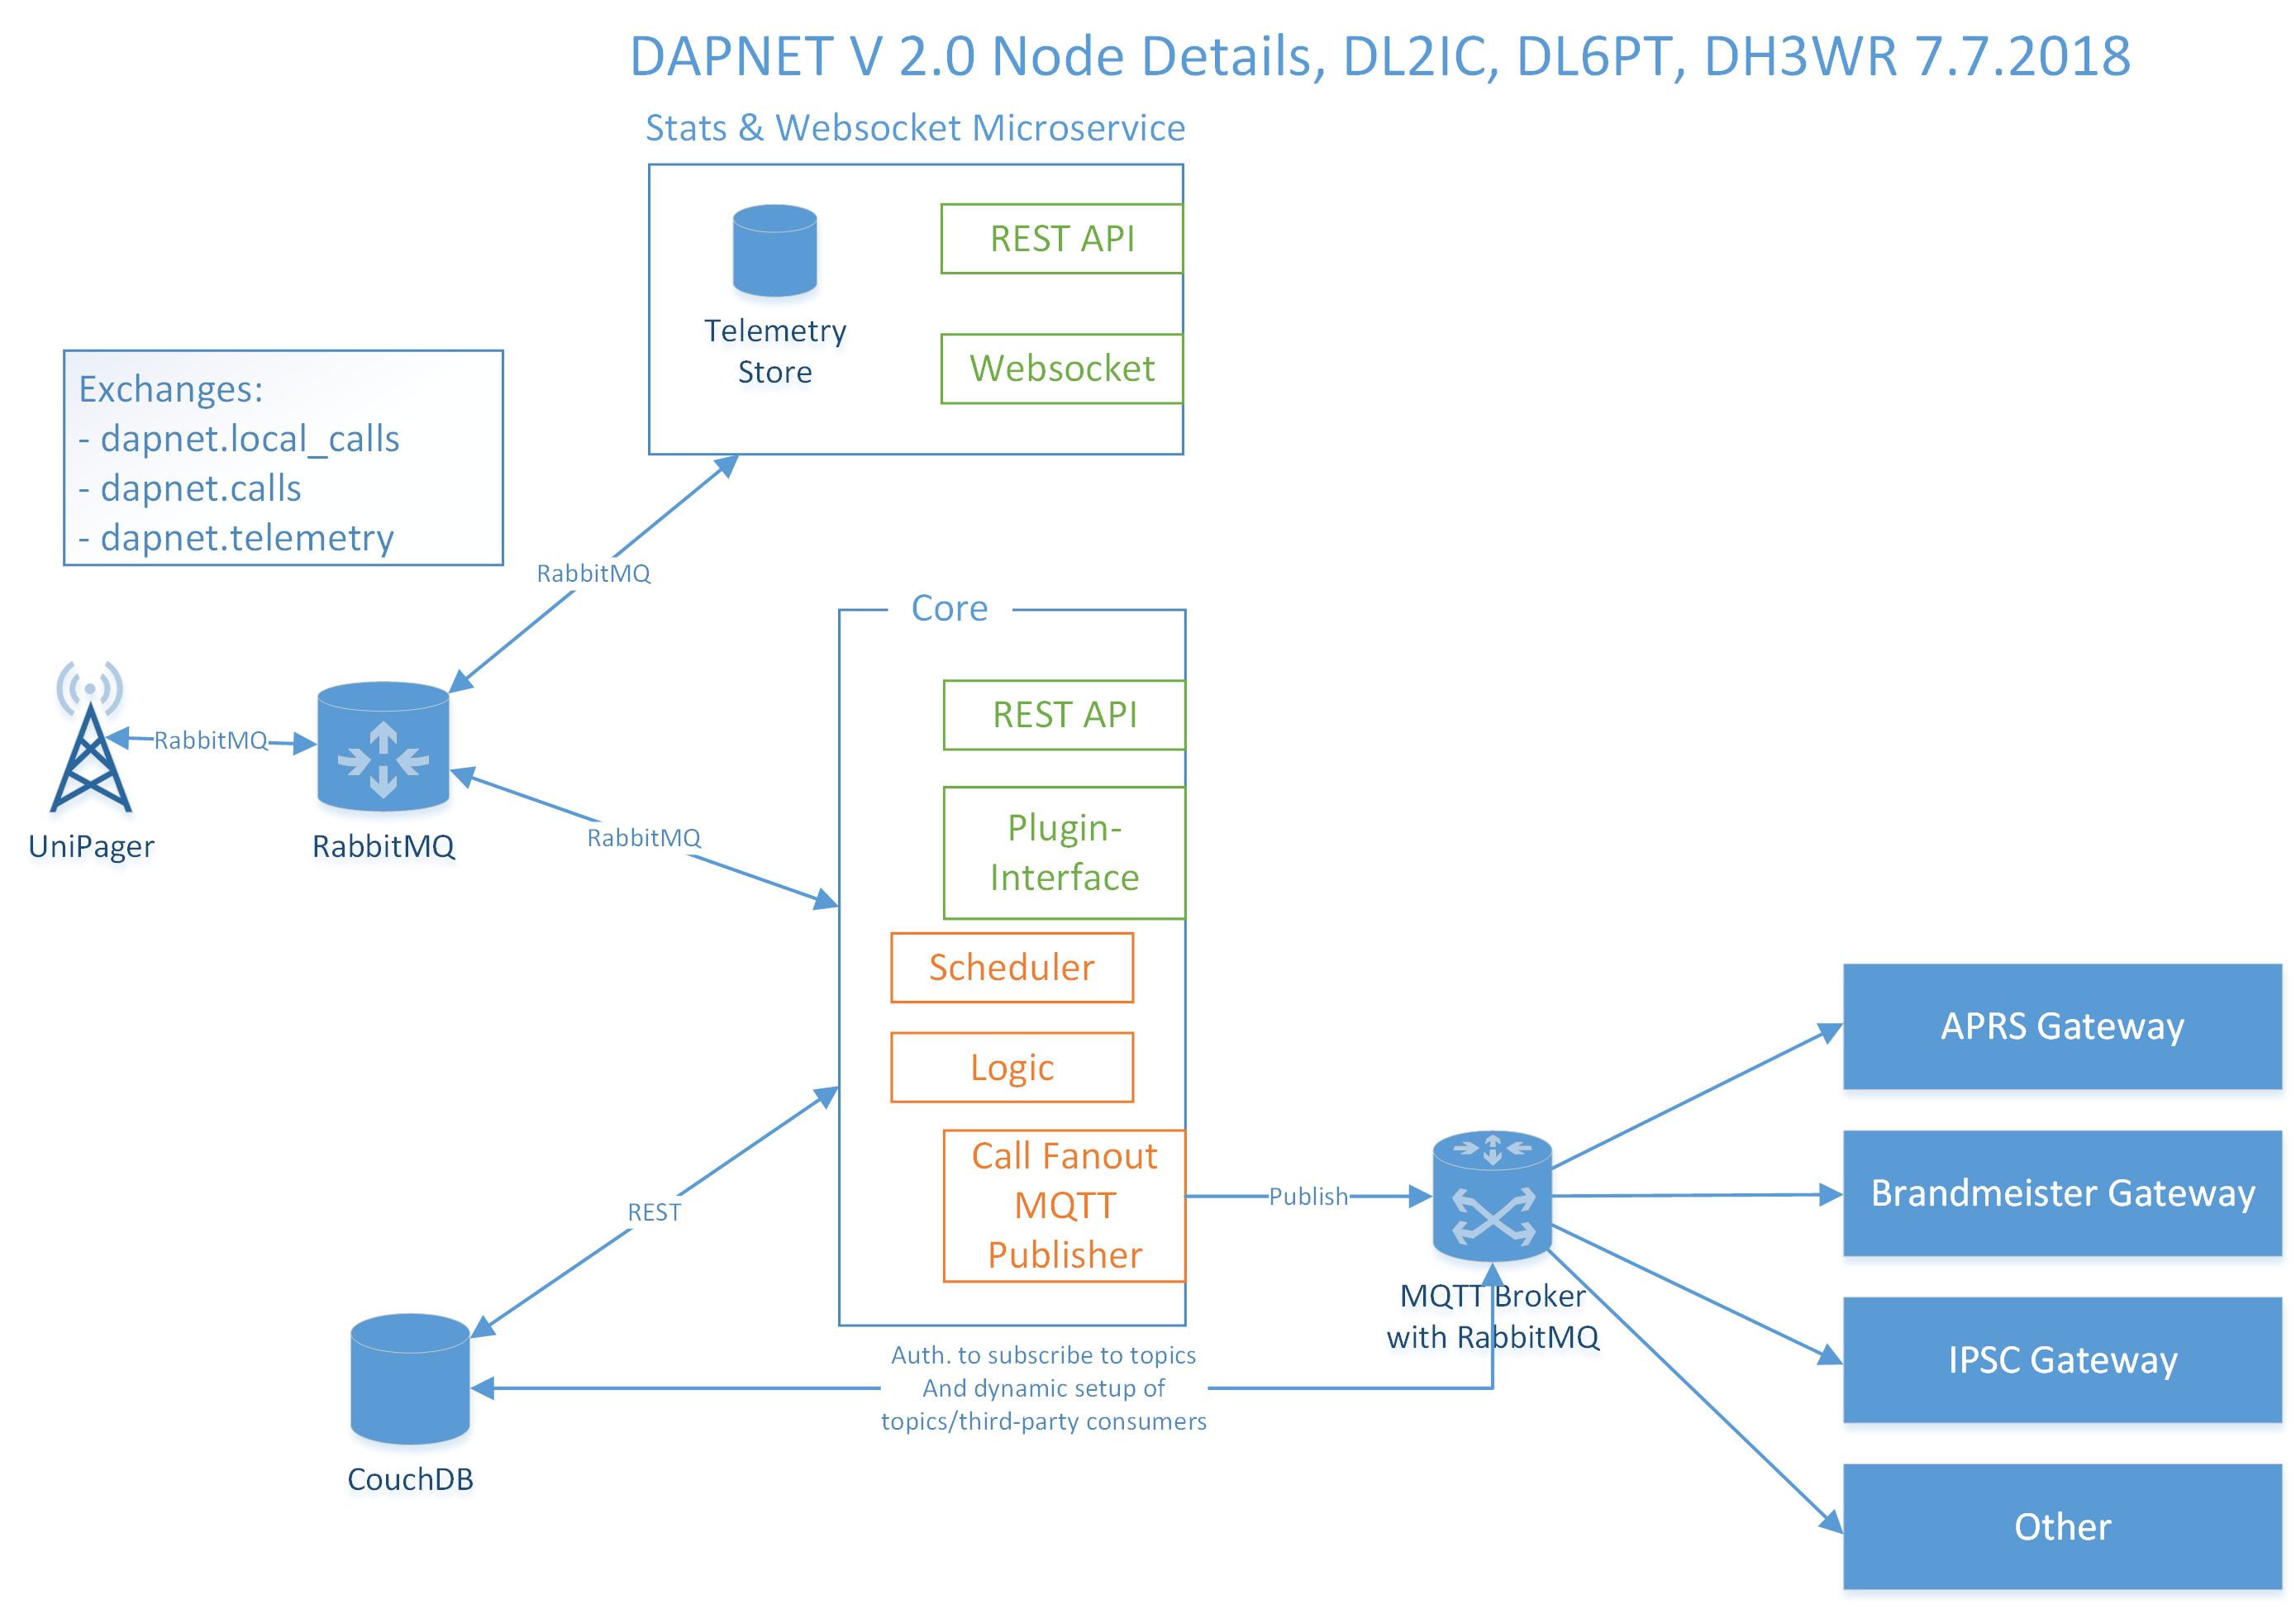 DAPNET V 2.0 Node Details, DL2IC, DL6PT, DH3WR 7.7.2018
Stats & Websocket Microservice
REST API
Telemetry
Store
Websocket
Exchanges:
- dapnet.local_calls
- dapnet.calls
- dapnet.telemetry
RabbitMQ
Core
REST API
RabbitMQ
UniPager
RabbitMQ
RabbitMQ
Plugin-
Interface
Scheduler
Logic
Call Fanout
MQTT
Publisher
REST
Publish
APRS Gateway
Brandmeister Gateway
MQTT Broker
with RabbitMQ
IPSC Gateway
Auth. to subscribe to topics
And dynamic setup of
topics/third-party consumers
CouchDB
Other